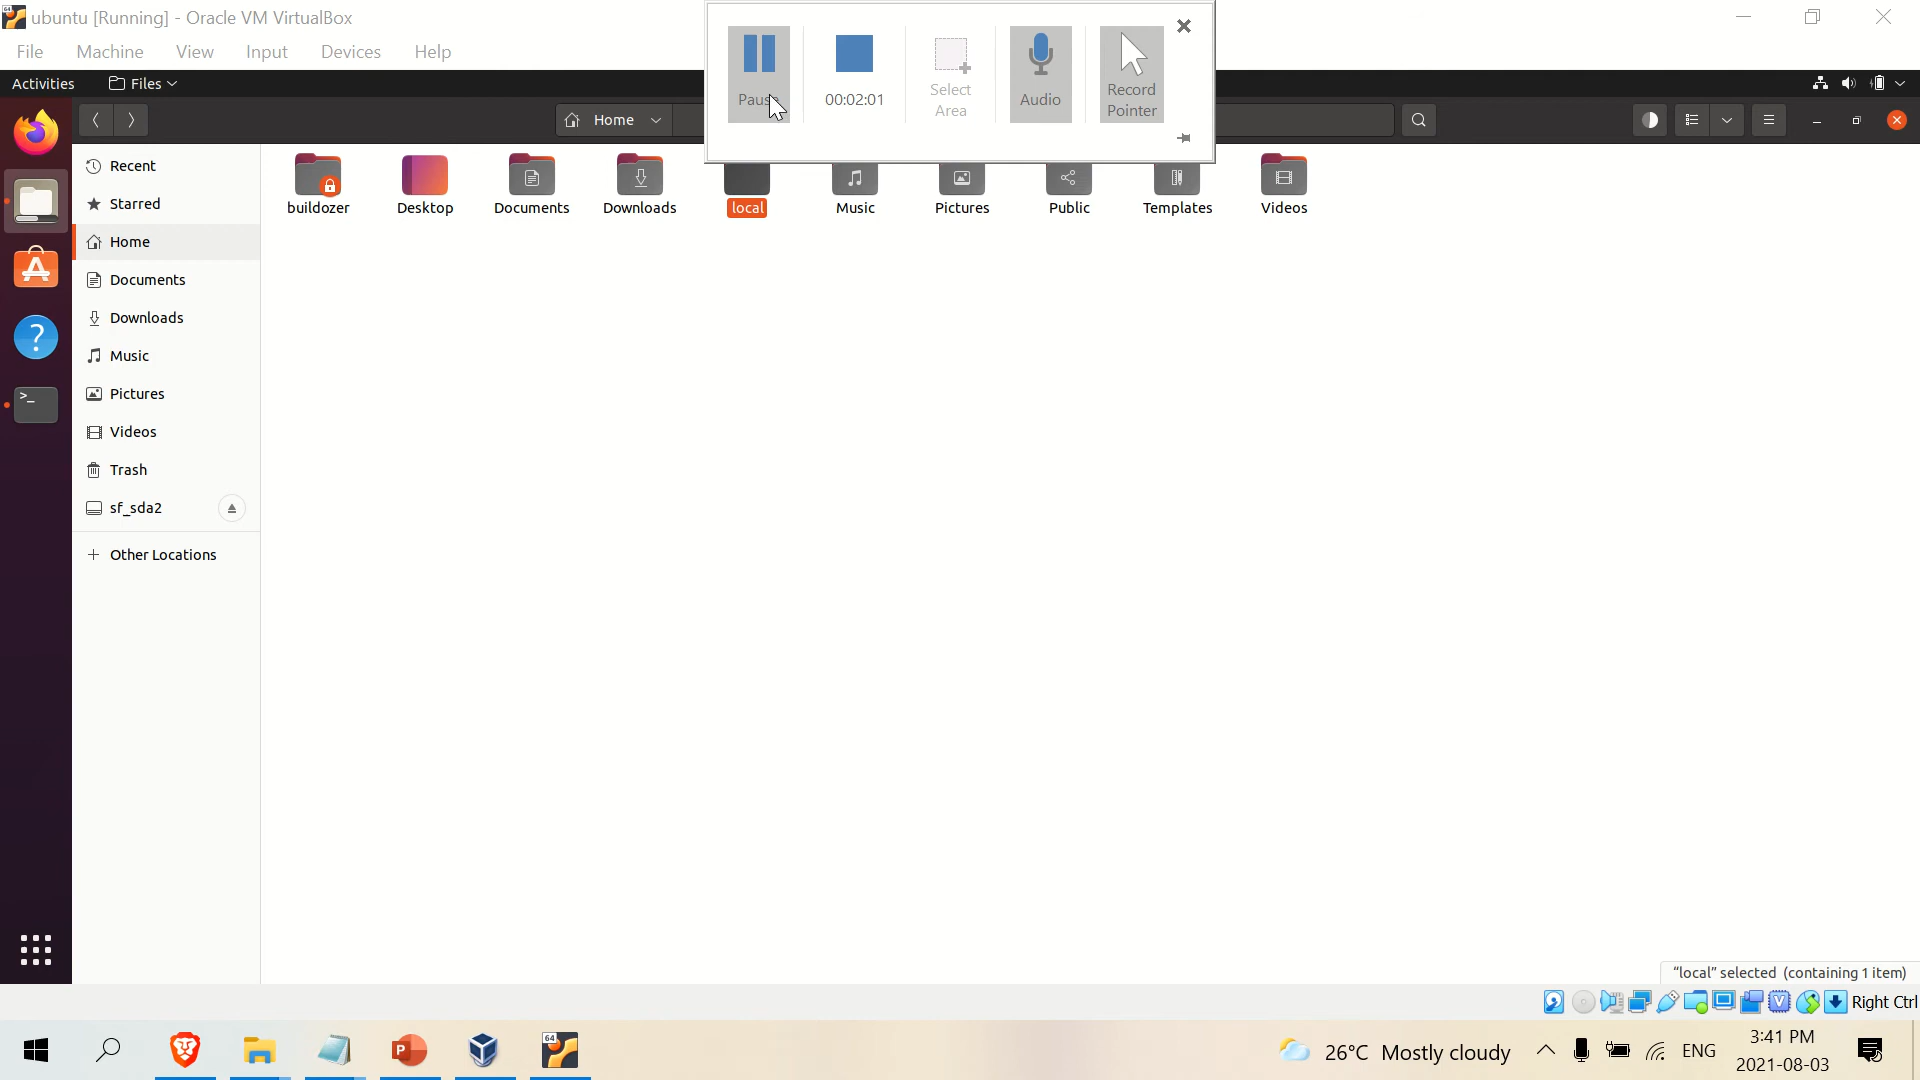 ubuntu [Running] - Oracle VM VirtualBox
File Machine View Input Devices Help
Pause
00:02:01
Select Area
Audio
Record Pointer
Activities
Files
Home
Recent
Starred
Home
Documents
Downloads
Music
Pictures
Videos
Trash
sf_sda2
+ Other Locations
buildozer Desktop Documents Downloads local Music Pictures Public Templates Videos
"local" selected (containing 1 item)
Right Ctrl
26°C Mostly cloudy
ENG
3:41 PM
2021-08-03